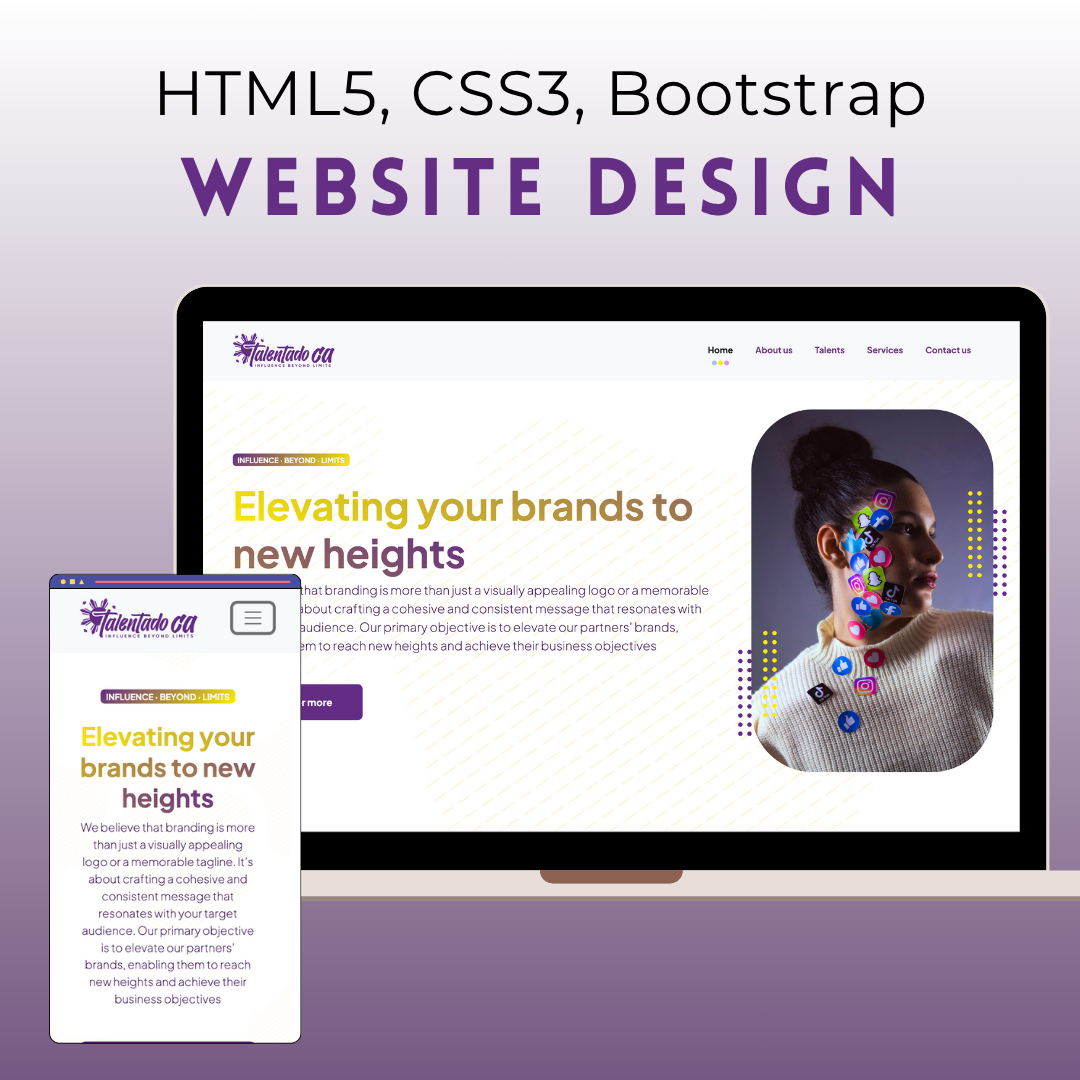 HTML5, CSS3, Bootstrap
WEBSITE DESIGN
Talentado CA
INFLUENCE BEYOND LIMITS
Home About us Talents Services Contact us
INFLUENCE · BEYOND · LIMITS
Elevating your brands to
new heights
that branding is more than just a visually appealing logo or a memorable
about crafting a cohesive and consistent message that resonates with
audience. Our primary objective is to elevate our partners' brands,
to reach new heights and achieve their business objectives
more
Talentado CA
INFLUENCE BEYOND LIMITS
INFLUENCE · BEYOND · LIMITS
Elevating your
brands to new
heights
We believe that branding is more
than just a visually appealing
logo or a memorable tagline. It's
about crafting a cohesive and
consistent message that
resonates with your target
audience. Our primary objective
is to elevate our partners'
brands, enabling them to reach
new heights and achieve their
business objectives